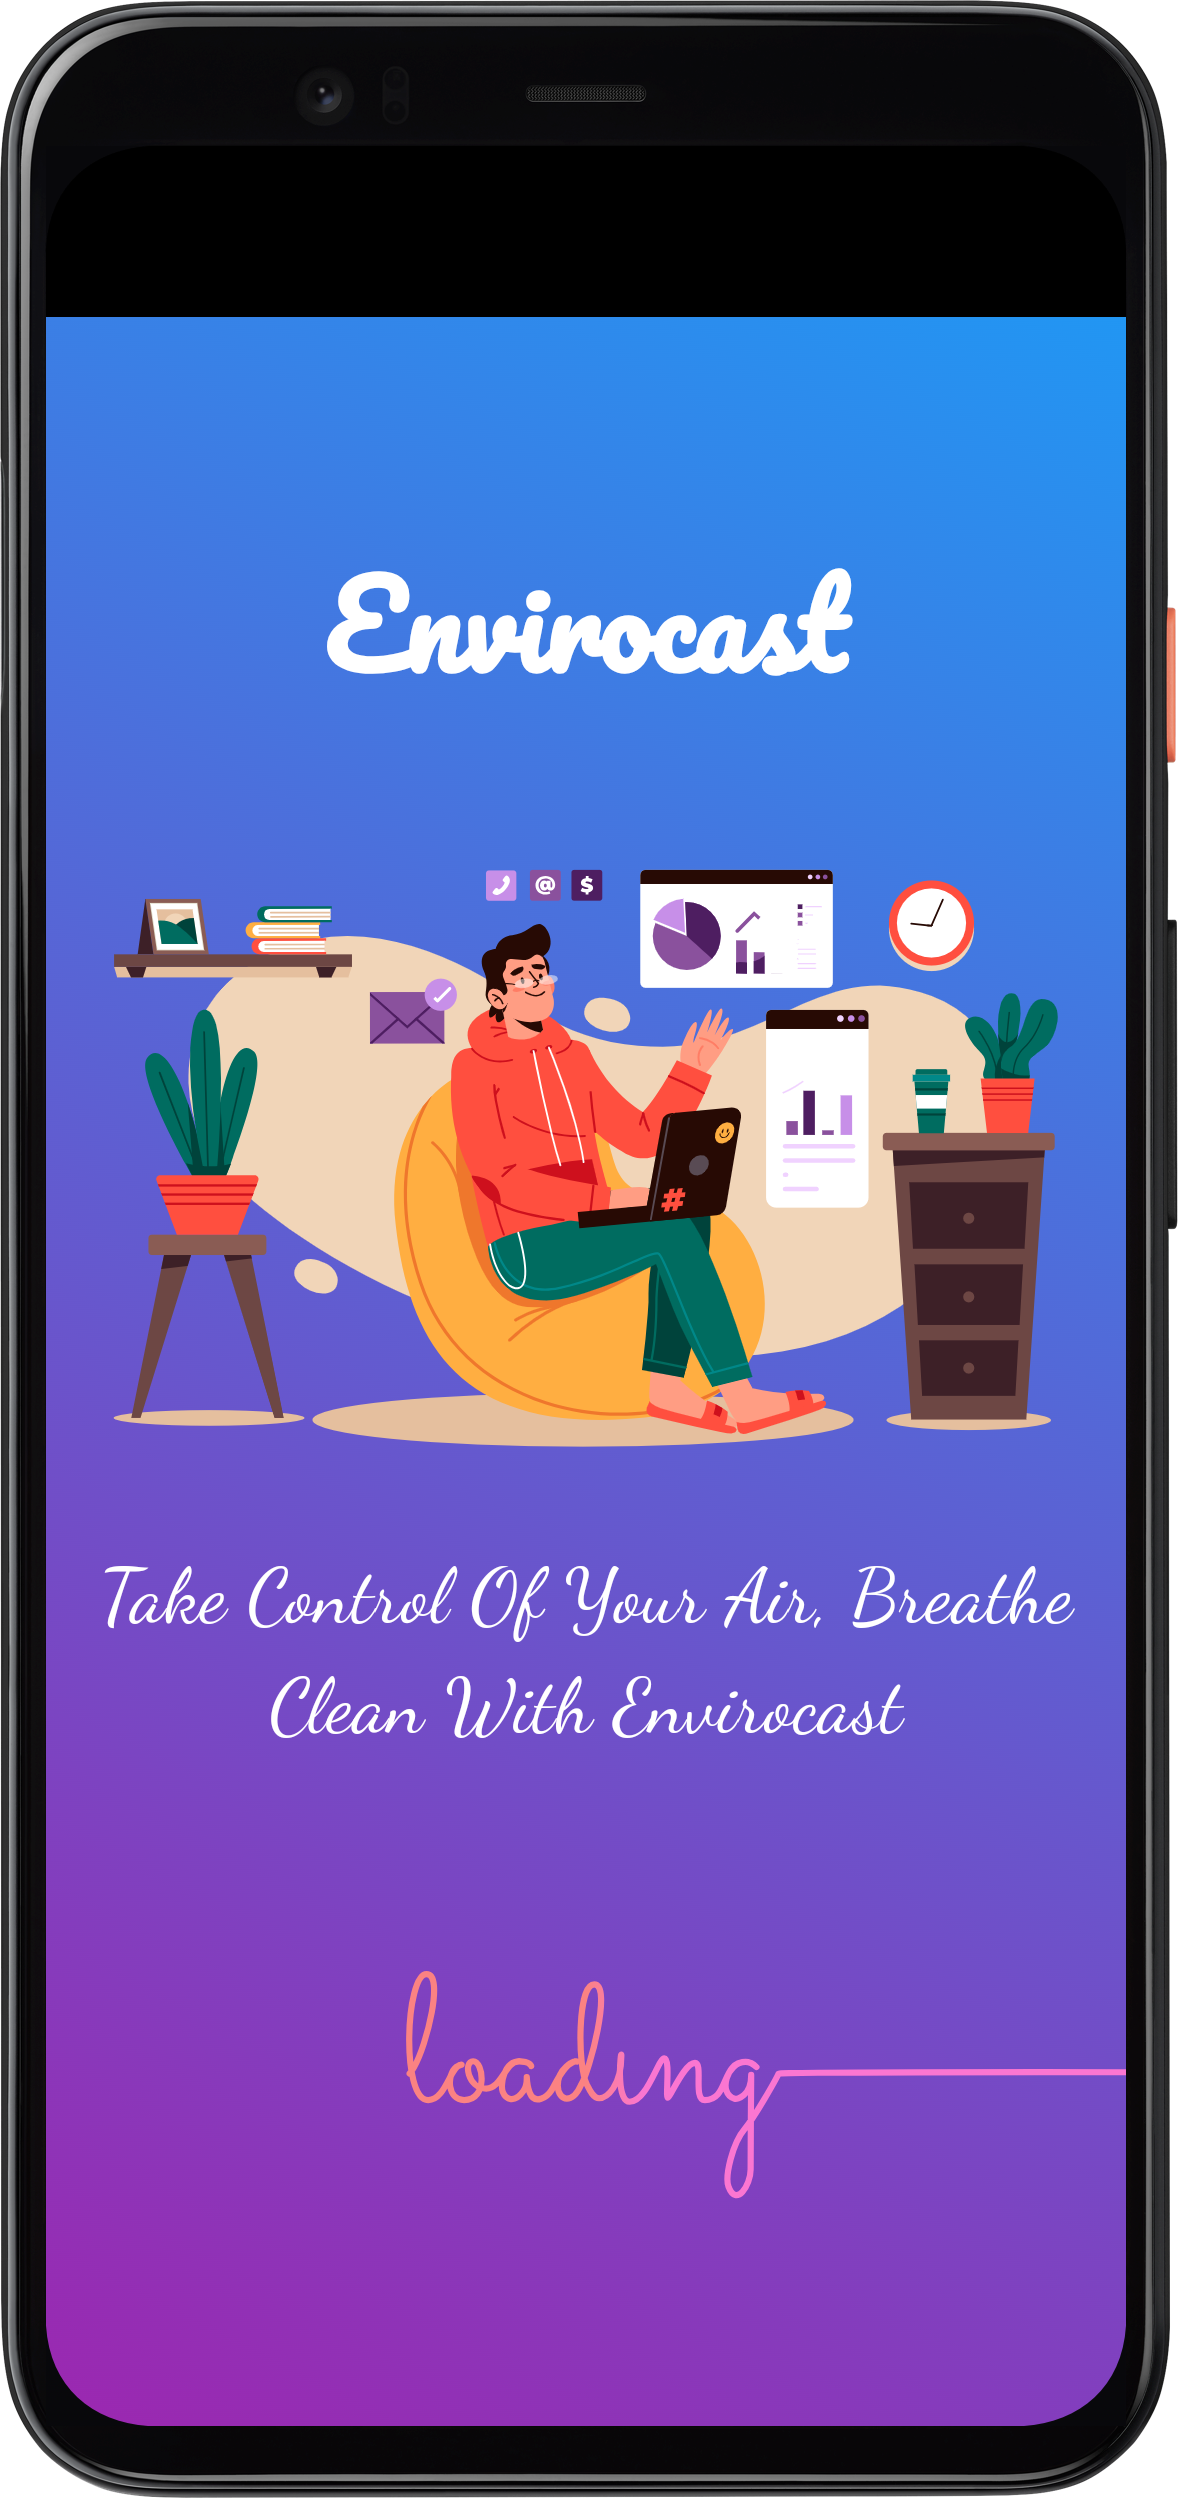 Envirocast
@
$
#
Take Control Of Your Air, Breathe
Clean With Envirocast
loading